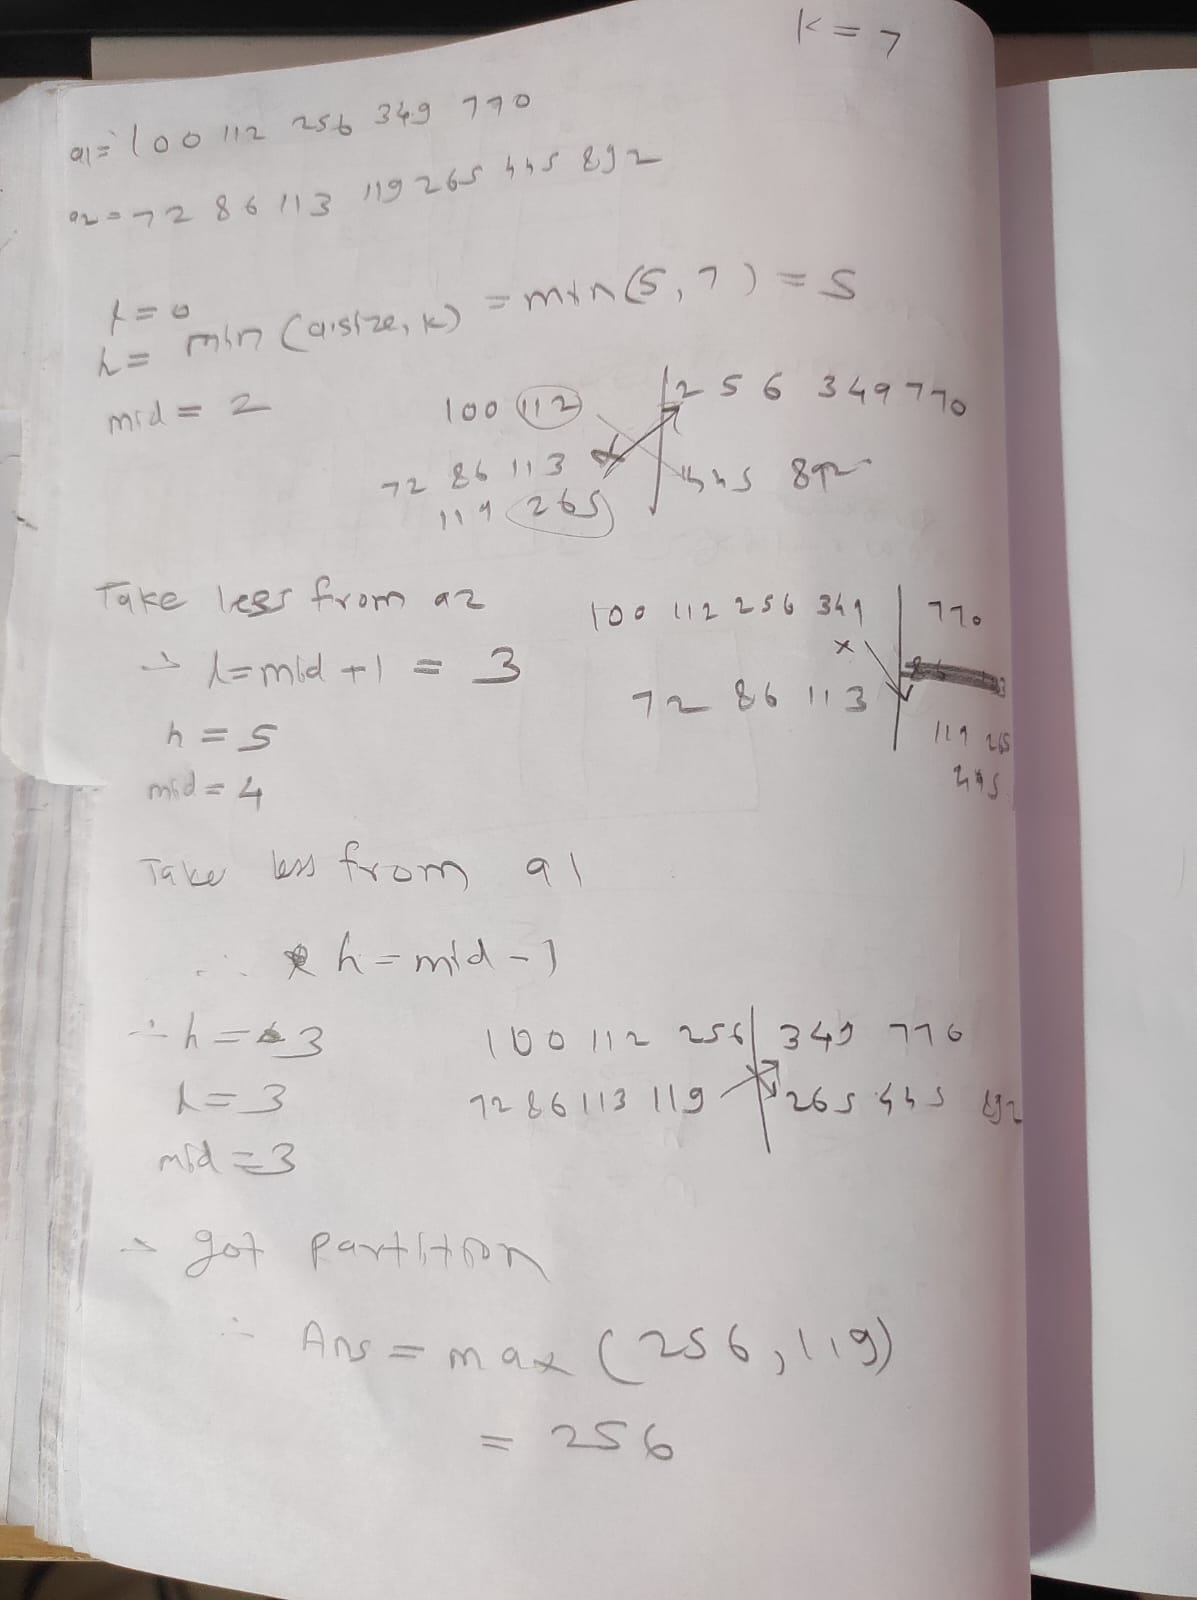 K = 7
a1 = 100 112 256 349 770
a2 = 72 86 113 119 265 445 892
l = 0
h = min (a.size, k) = min(5, 7) = 5
mid = 2
100 112 | 256 349 770
72 86 113 | 445 892
119 265
Take less from a2
∴ l = mid + 1 = 3
h = 5
mid = 4
100 112 256 349 | 770
x
72 86 113
119 265
445
Take less from a1
∴ h = mid - 1
∴ h = 3
l = 3
mid = 3
100 112 256 | 349 770
72 86 113 119 | 265 445 892
∴ got partition
∴ Ans = max (256, 119)
= 256